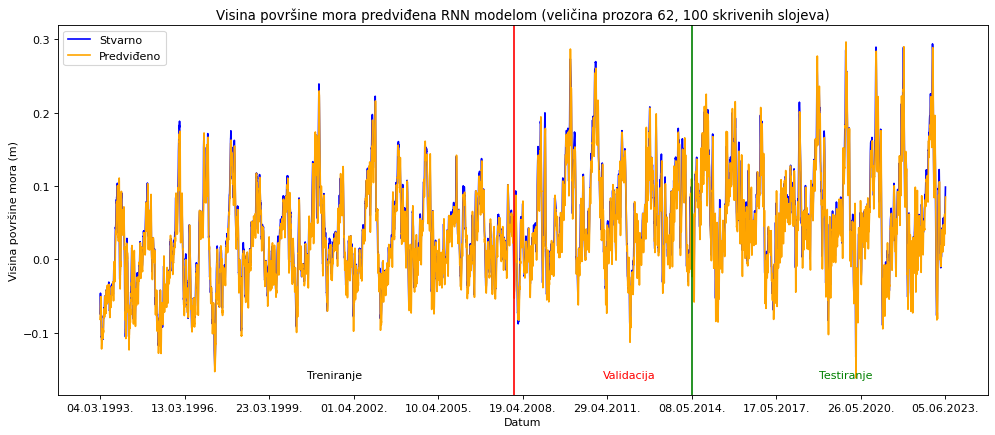 Visina površine mora predviđena RNN modelom (veličina prozora 62, 100 skrivenih slojeva)
Stvarno
Predviđeno
Visina površine mora (m)
0.3
0.2
0.1
0.0
−0.1
Treniranje
Validacija
Testiranje
04.03.1993. 13.03.1996. 23.03.1999. 01.04.2002. 10.04.2005. 19.04.2008. 29.04.2011. 08.05.2014. 17.05.2017. 26.05.2020. 05.06.2023.
Datum